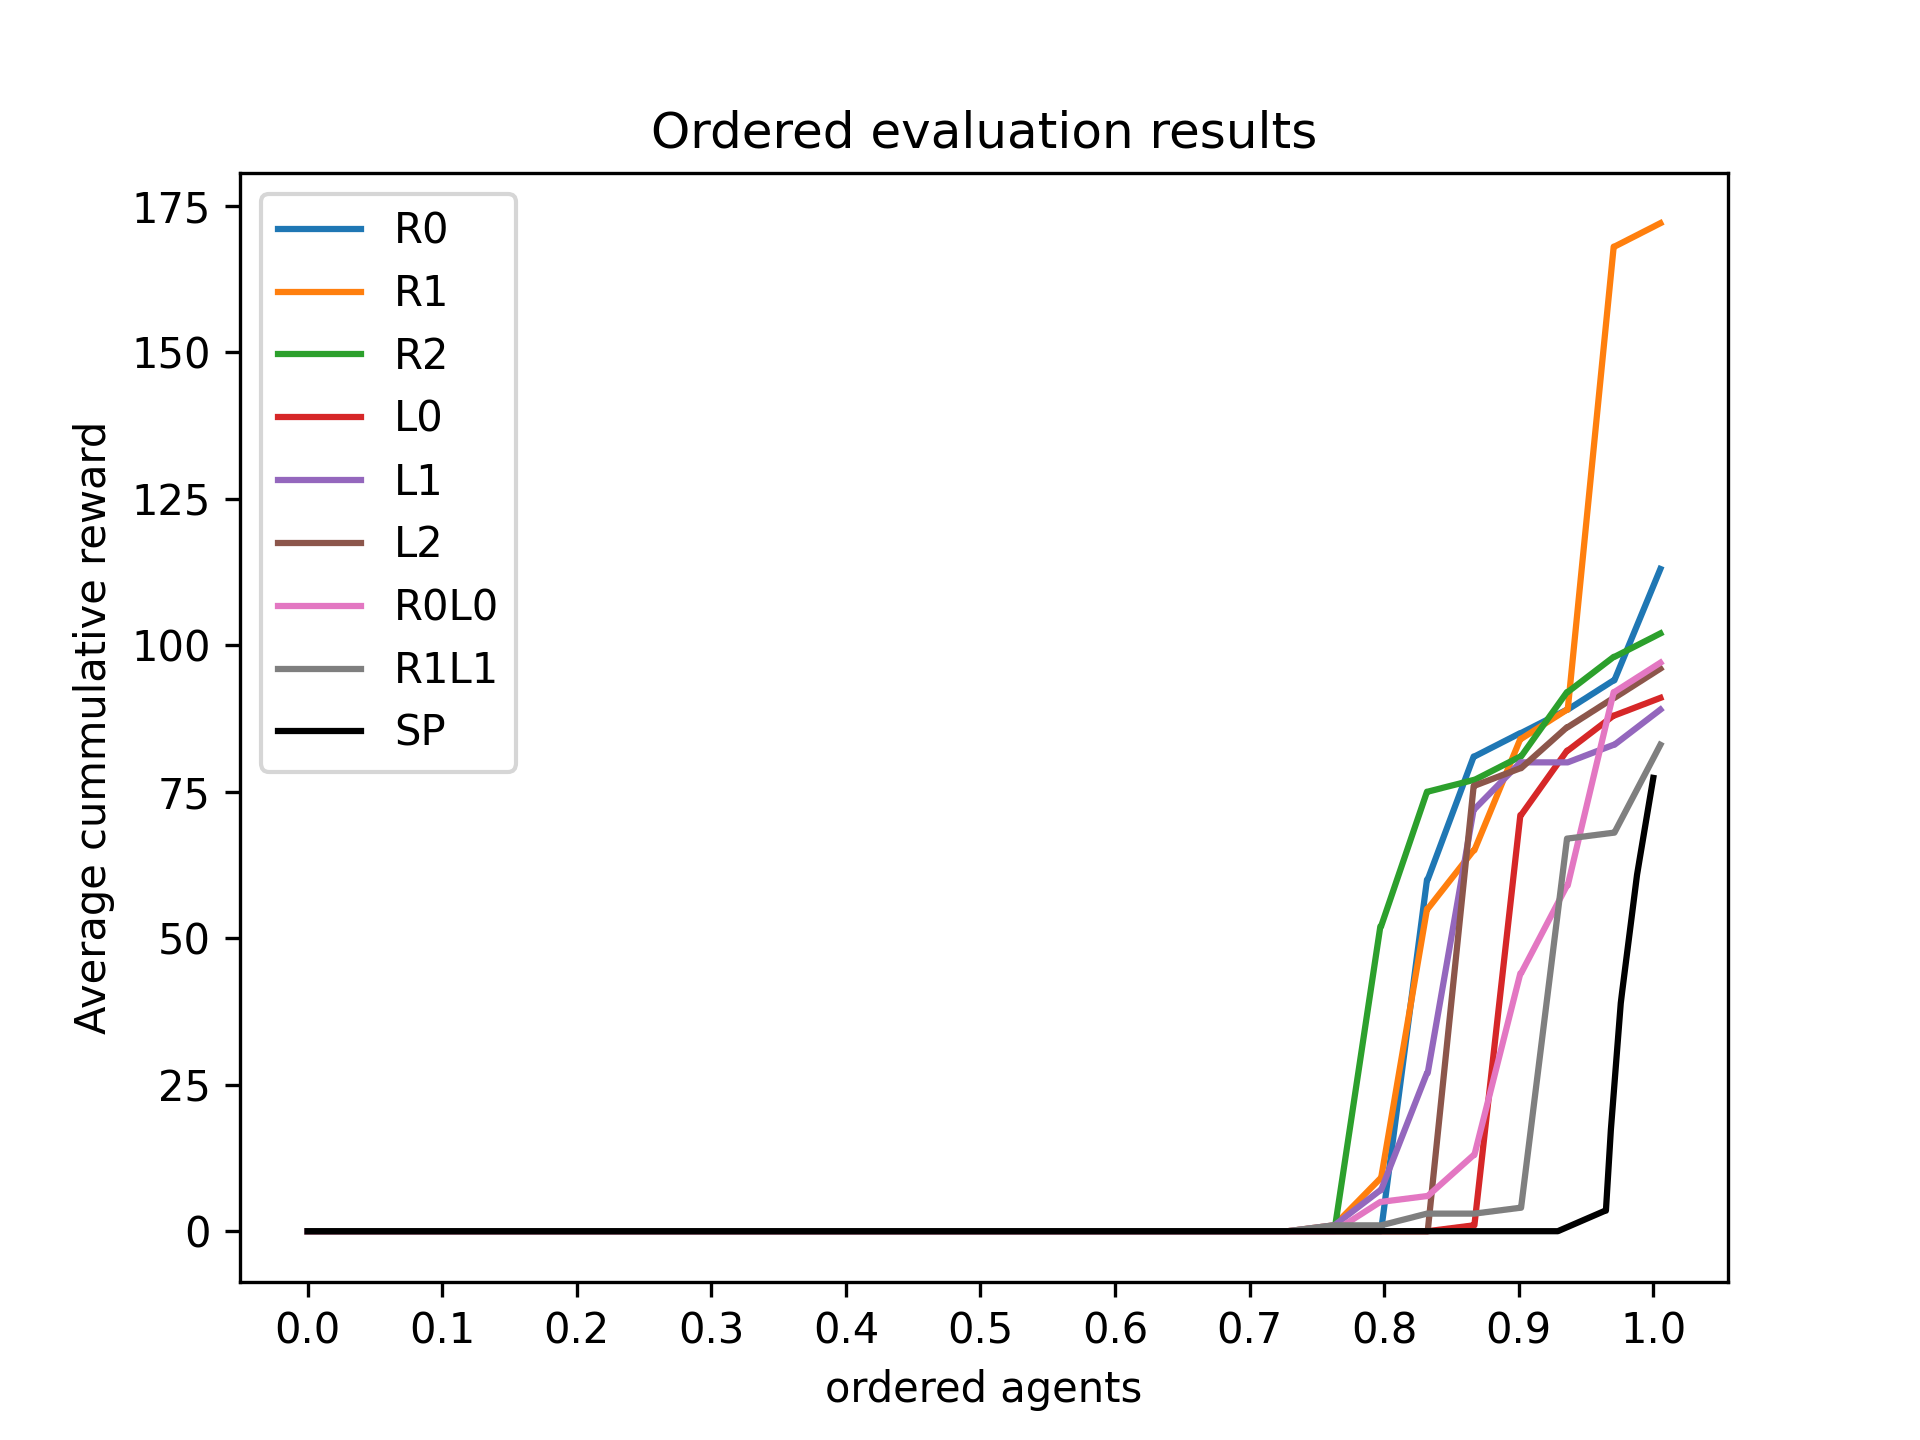 Ordered evaluation results
175
150
125
100
75
50
25
0
Average cummulative reward
R0
R1
R2
L0
L1
L2
R0L0
R1L1
SP
0.0 0.1 0.2 0.3 0.4 0.5 0.6 0.7 0.8 0.9 1.0
ordered agents